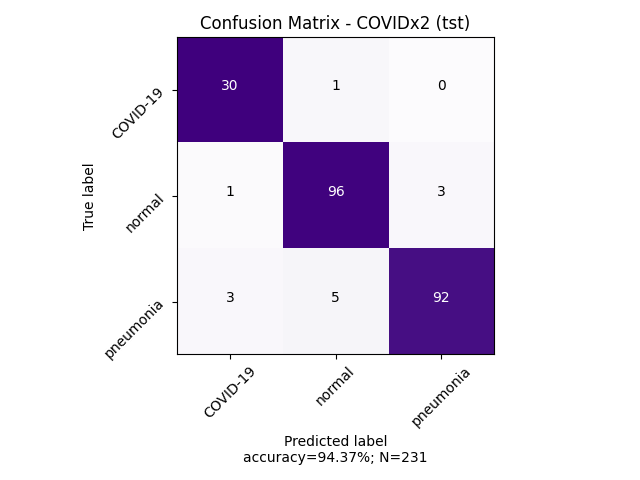 Confusion Matrix - COVIDx2 (tst)
True label
COVID-19
30 1 0
normal
1 96 3
pneumonia
3 5 92
COVID-19 normal pneumonia
Predicted label
accuracy=94.37%; N=231